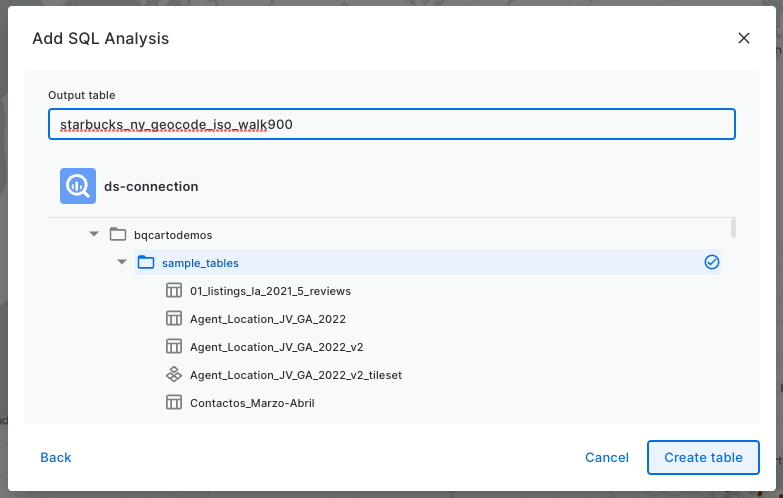 Add SQL Analysis
Output table
starbucks_ny_geocode_iso_walk900
ds-connection
bqcartodemos
sample_tables
01_listings_la_2021_5_reviews
Agent_Location_JV_GA_2022
Agent_Location_JV_GA_2022_v2
Agent_Location_JV_GA_2022_v2_tileset
Contactos_Marzo-Abril
Back
Cancel
Create table